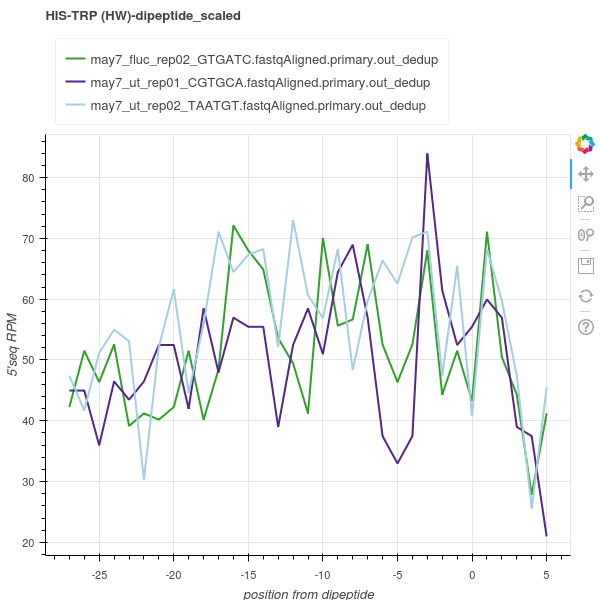 HIS-TRP (HW)-dipeptide_scaled
may7_fluc_rep02_GTGATC.fastqAligned.primary.out_dedup
may7_ut_rep01_CGTGCA.fastqAligned.primary.out_dedup
may7_ut_rep02_TAATGT.fastqAligned.primary.out_dedup
80
70
60
50
40
30
20
5'seq RPM
-25 -20 -15 -10 -5 0 5
position from dipeptide